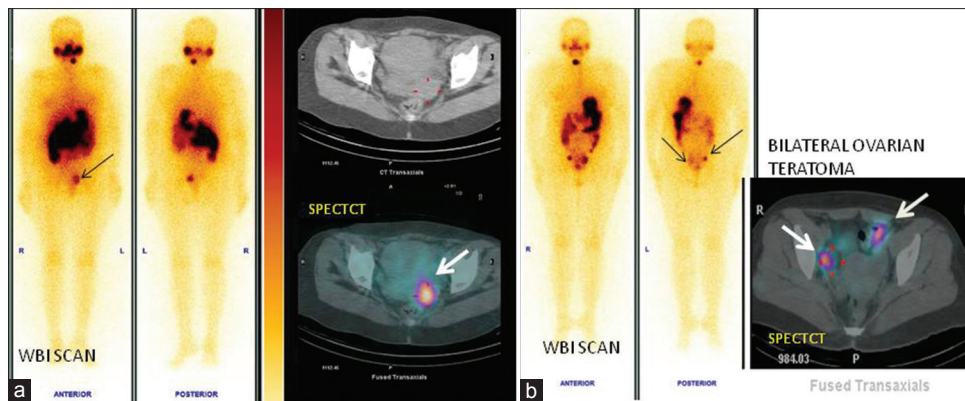 R
L
L
R
WBI SCAN
ANTERIOR
POSTERIOR
a
CT Transaxials
A
SPECTCT
P
Fused Transaxials
WBI SCAN
ANTERIOR
POSTERIOR
b
BILATERAL OVARIAN
TERATOMA
R
SPECTCT
984.03
P
Fused Transaxials